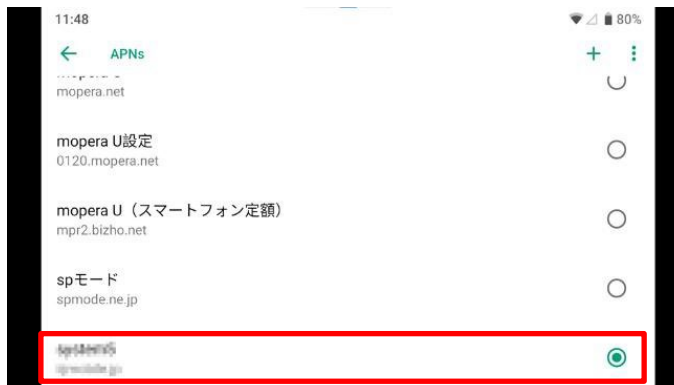 11:48
80%
APNs
mopera.net
mopera U設定
0120.mopera.net
mopera U（スマートフォン定額）
mpr2.bizho.net
spモード
spmode.ne.jp